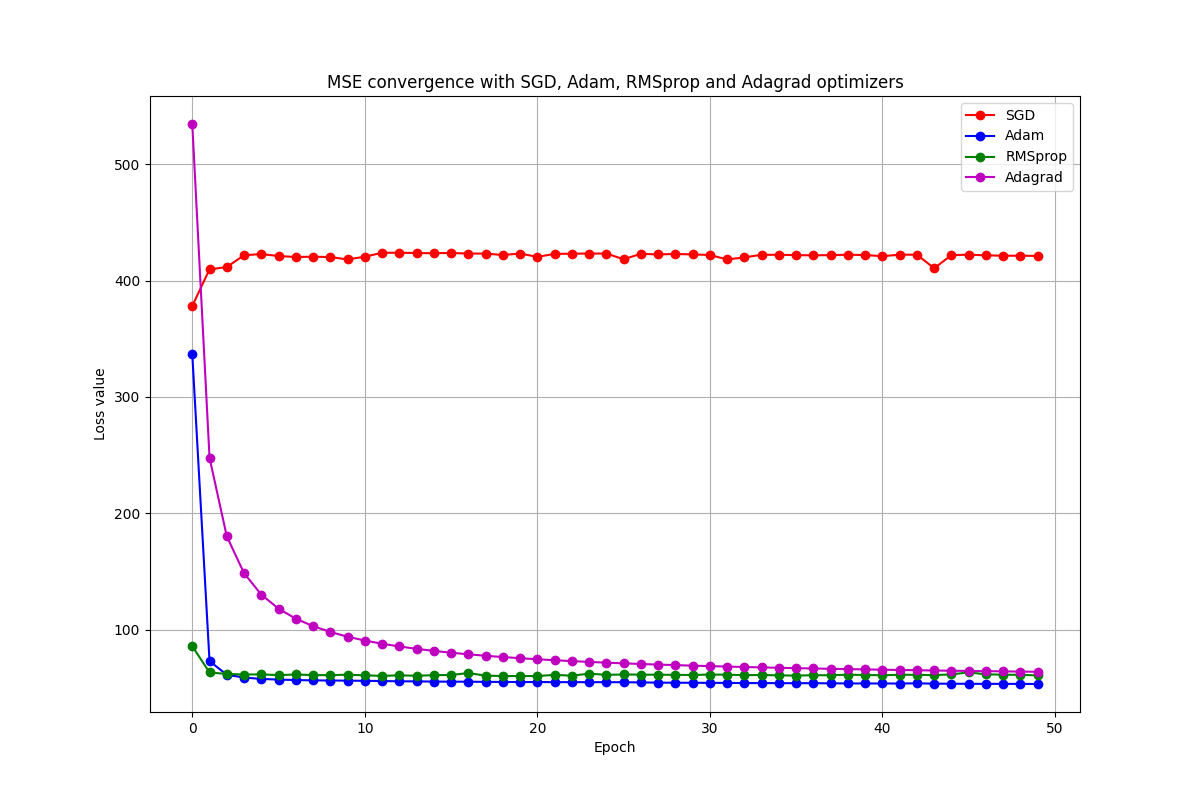 MSE convergence with SGD, Adam, RMSprop and Adagrad optimizers
SGD
Adam
RMSprop
Adagrad
Loss value
500
400
300
200
100
0 10 20 30 40 50
Epoch